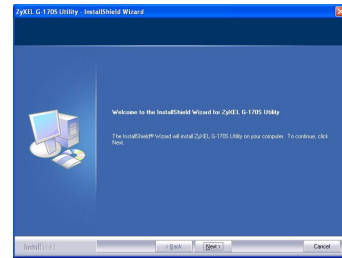 ZyXEL G-170S Utility - InstallShield Wizard
Welcome to the InstallShield Wizard for ZyXEL G-170S Utility
The InstallShield® Wizard will install ZyXEL G-170S Utility on your computer. To continue, click
Next.
InstallShield
< Back
Next >
Cancel